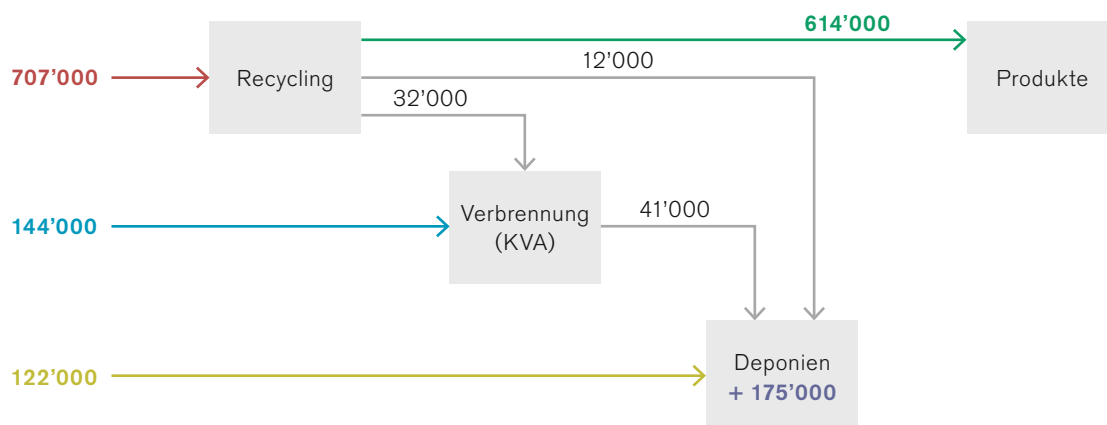 614’000
12’000
707’000
Recycling
Produkte
32’000
Verbrennung
(KVA)
41’000
144’000
Deponien
+ 175’000
122’000